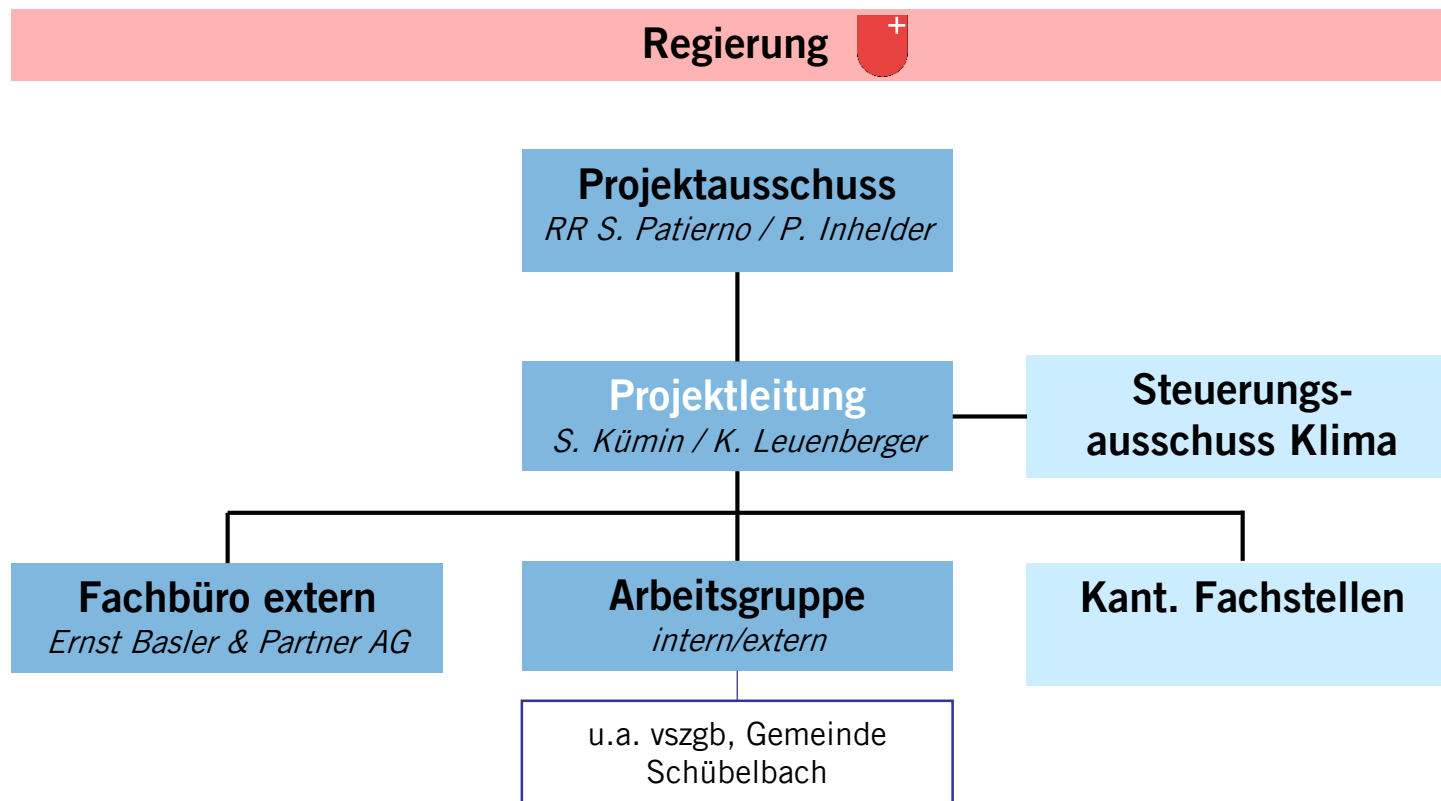 Regierung
Projektausschuss
RR S. Patierno / P. Inhelder
Projektleitung
S. Kümin / K. Leuenberger
Steuerungs-
ausschuss Klima
Fachbüro extern
Ernst Basler & Partner AG
Arbeitsgruppe
intern/extern
Kant. Fachstellen
u.a. vszgb, Gemeinde
Schübelbach